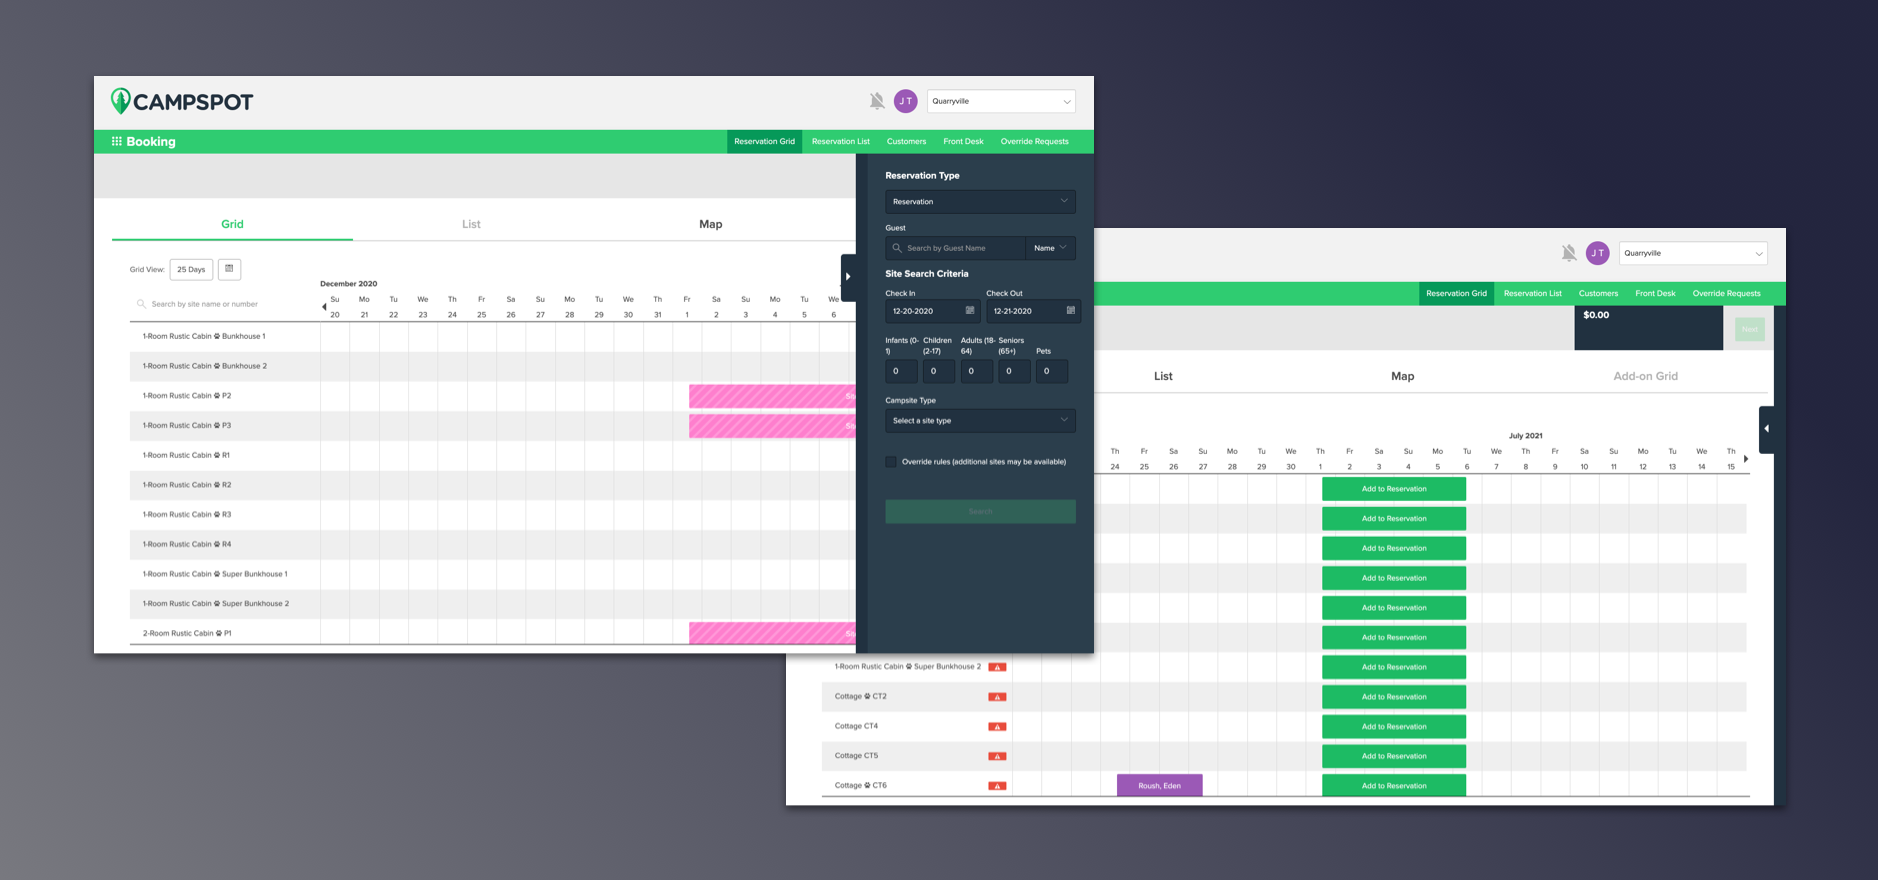 CAMPSPOT
JT
Quarryville
Booking
Reservation Grid Reservation List Customers Front Desk Override Requests
Grid List Map
Grid View: 25 Days
December 2020
Search by site name or number
Su Mo Tu We Th Fr Sa Su Mo Tu We Th Fr Sa Su Mo Tu We
20 21 22 23 24 25 26 27 28 29 30 31 1 2 3 4 5 6
1-Room Rustic Cabin Bunkhouse 1
1-Room Rustic Cabin Bunkhouse 2
1-Room Rustic Cabin P2
1-Room Rustic Cabin P3
1-Room Rustic Cabin R1
1-Room Rustic Cabin R2
1-Room Rustic Cabin R3
1-Room Rustic Cabin R4
1-Room Rustic Cabin Super Bunkhouse 1
1-Room Rustic Cabin Super Bunkhouse 2
2-Room Rustic Cabin P1
Reservation Type
Reservation
Guest
Search by Guest Name Name
Site Search Criteria
Check In Check Out
12-20-2020 12-21-2020
Infants (0-1) Children (2-17) Adults (18-64) Seniors (65+) Pets
0 0 0 0 0
Campsite Type
Select a site type
Override rules (additional sites may be available)
Search
JT
Quarryville
Reservation Grid Reservation List Customers Front Desk Override Requests
$0.00
Next
List Map Add-on Grid
July 2021
Th Fr Sa Su Mo Tu We Th Fr Sa Su Mo Tu We Th Fr Sa Su Mo Tu We Th
24 25 26 27 28 29 30 1 2 3 4 5 6 7 8 9 10 11 12 13 14 15
Add to Reservation
Add to Reservation
Add to Reservation
Add to Reservation
Add to Reservation
Add to Reservation
1-Room Rustic Cabin Super Bunkhouse 2 Add to Reservation
Cottage CT2 Add to Reservation
Cottage CT4 Add to Reservation
Cottage CT5 Add to Reservation
Cottage CT6 Roush, Eden Add to Reservation